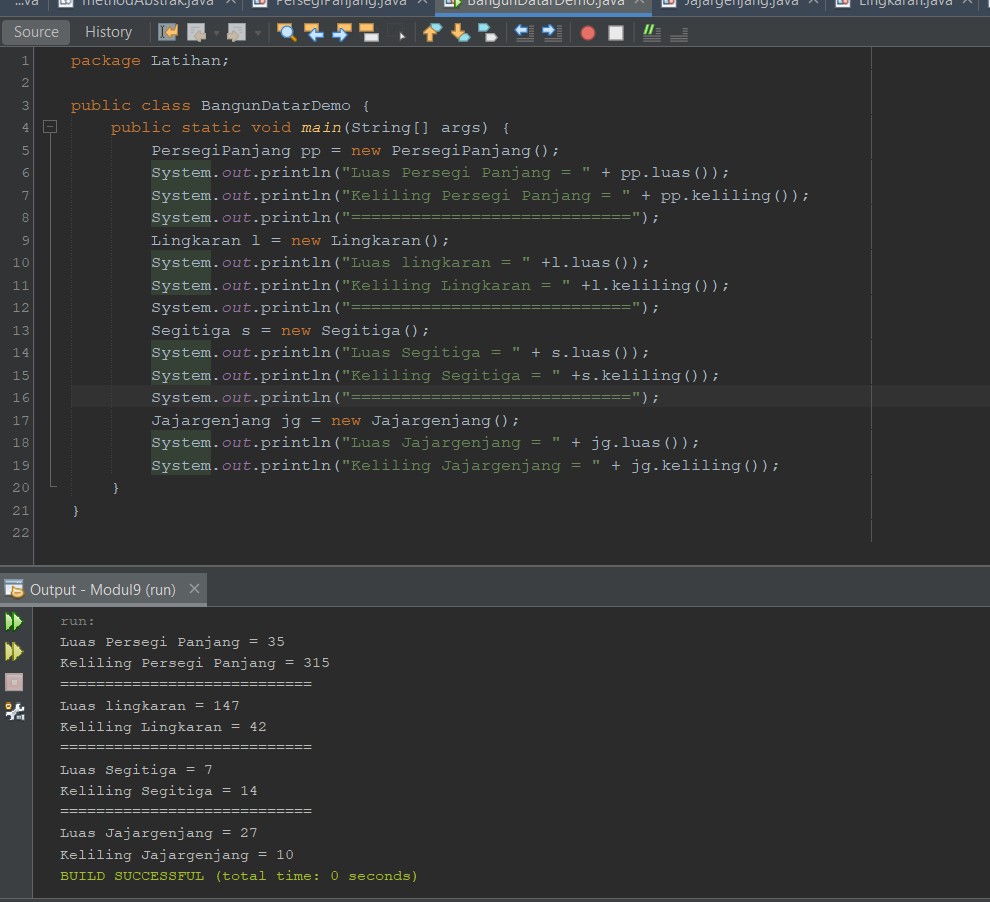 ...va methodAbstrak.java PersegiPanjang.java BangunDatarDemo.java Jajargenjang.java Lingkaran.java
Source History
1 package Latihan;
2
3 public class BangunDatarDemo {
4 public static void main(String[] args) {
5 PersegiPanjang pp = new PersegiPanjang();
6 System.out.println("Luas Persegi Panjang = " + pp.luas());
7 System.out.println("Keliling Persegi Panjang = " + pp.keliling());
8 System.out.println("============================");
9 Lingkaran l = new Lingkaran();
10 System.out.println("Luas lingkaran = " +l.luas());
11 System.out.println("Keliling Lingkaran = " +l.keliling());
12 System.out.println("============================");
13 Segitiga s = new Segitiga();
14 System.out.println("Luas Segitiga = " + s.luas());
15 System.out.println("Keliling Segitiga = " +s.keliling());
16 System.out.println("============================");
17 Jajargenjang jg = new Jajargenjang();
18 System.out.println("Luas Jajargenjang = " + jg.luas());
19 System.out.println("Keliling Jajargenjang = " + jg.keliling());
20 }
21 }
22
Output - Modul9 (run)
run:
Luas Persegi Panjang = 35
Keliling Persegi Panjang = 315
============================
Luas lingkaran = 147
Keliling Lingkaran = 42
============================
Luas Segitiga = 7
Keliling Segitiga = 14
============================
Luas Jajargenjang = 27
Keliling Jajargenjang = 10
BUILD SUCCESSFUL (total time: 0 seconds)